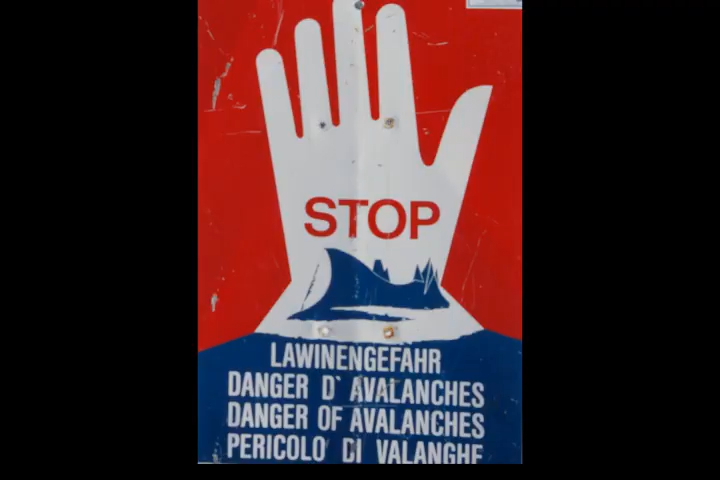 STOP
LAWINENGEFAHR
DANGER D` AVALANCHES
DANGER OF AVALANCHES
PERICOLO DI VALANGHE